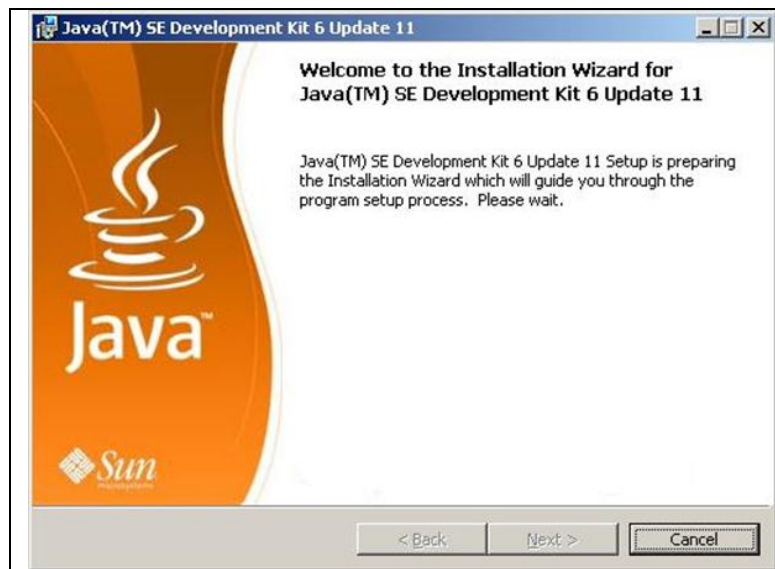 Java(TM) SE Development Kit 6 Update 11
Welcome to the Installation Wizard for
Java(TM) SE Development Kit 6 Update 11
Java(TM) SE Development Kit 6 Update 11 Setup is preparing
the Installation Wizard which will guide you through the
program setup process. Please wait.
Java™
Sun
microsystems
< Back
Next >
Cancel